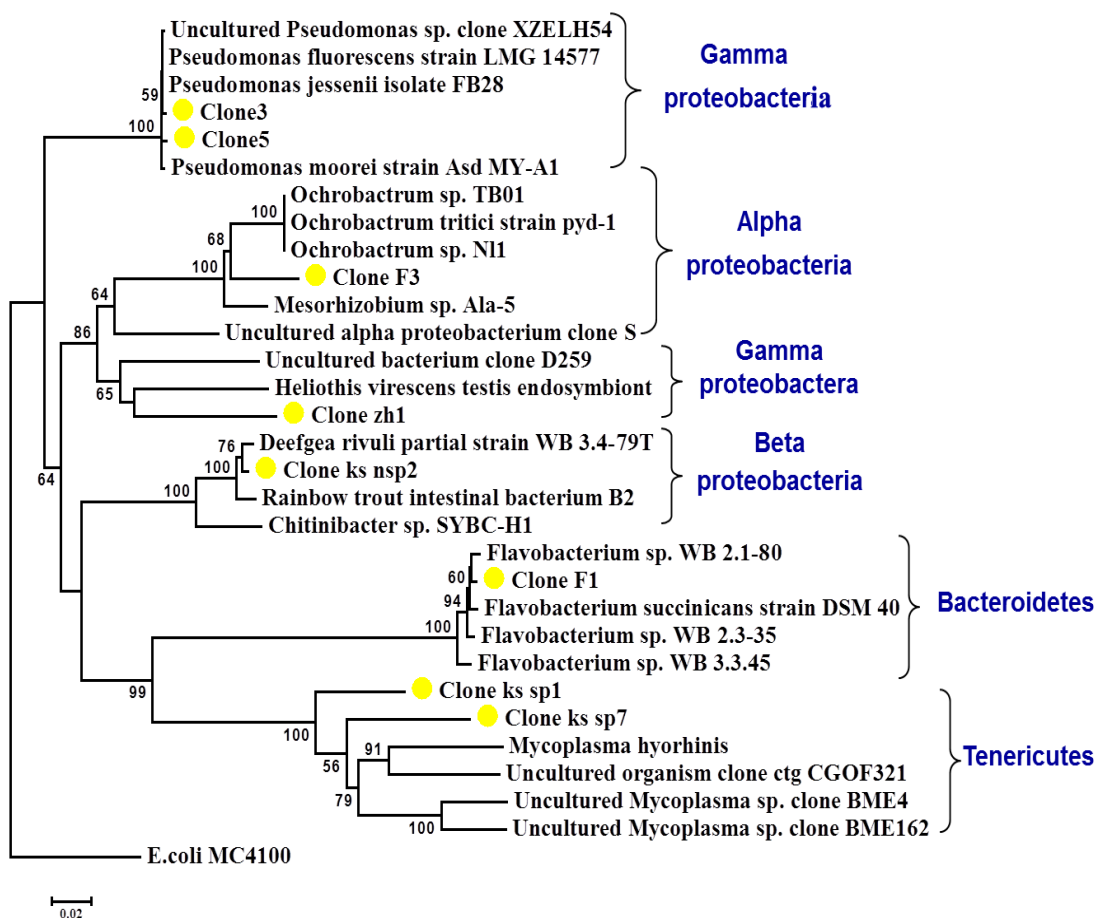 Uncultured Pseudomonas sp. clone XZELH54
Pseudomonas fluorescens strain LMG 14577
Pseudomonas jessenii isolate FB28
59
Clone3
100
Clone5
Pseudomonas moorei strain Asd MY-A1
Gamma
proteobacteria
Ochrobactrum sp. TB01
100
Ochrobactrum tritici strain pyd-1
68
Ochrobactrum sp. Nl1
100
Clone F3
64
Mesorhizobium sp. Ala-5
86
Uncultured alpha proteobacterium clone S
Alpha
proteobacteria
Uncultured bacterium clone D259
Heliothis virescens testis endosymbiont
65
Clone zh1
Gamma
proteobactera
76
Deefgea rivuli partial strain WB 3.4-79T
100
Clone ks nsp2
64
100
Rainbow trout intestinal bacterium B2
Chitinibacter sp. SYBC-H1
Beta
proteobacteria
Flavobacterium sp. WB 2.1-80
60
Clone F1
94
Flavobacterium succinicans strain DSM 40
100
Flavobacterium sp. WB 2.3-35
Flavobacterium sp. WB 3.3.45
Bacteroidetes
99
Clone ks sp1
100
Clone ks sp7
91
Mycoplasma hyorhinis
56
Uncultured organism clone ctg CGOF321
79
Uncultured Mycoplasma sp. clone BME4
100
Uncultured Mycoplasma sp. clone BME162
Tenericutes
E.coli MC4100
0.02